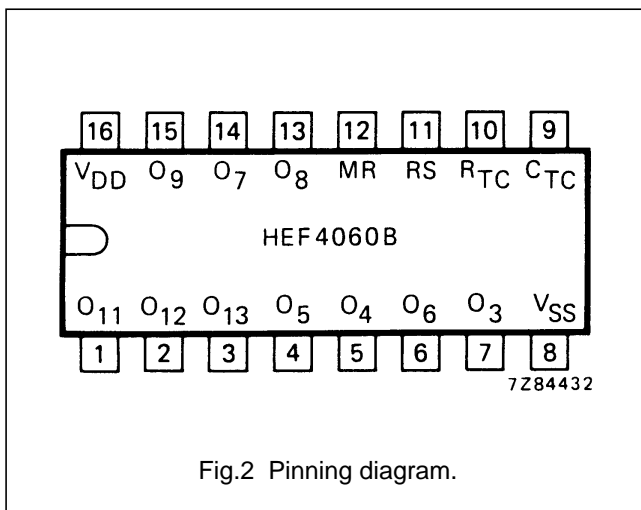 16 15 14 13 12 11 10 9
VDD O9 O7 O8 MR RS RTC CTC
HEF4060B
O11 O12 O13 O5 O4 O6 O3 VSS
1 2 3 4 5 6 7 8
7Z84432
Fig.2 Pinning diagram.